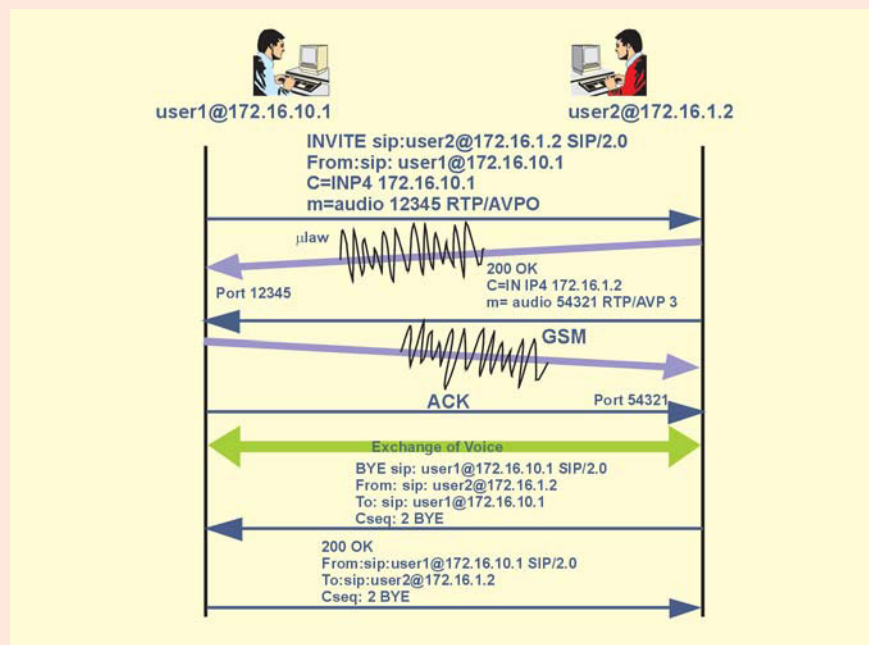 user1@172.16.10.1
user2@172.16.1.2
INVITE sip:user2@172.16.1.2 SIP/2.0
From:sip: user1@172.16.10.1
C=INP4 172.16.10.1
m=audio 12345 RTP/AVPO
µlaw
200 OK
C=IN IP4 172.16.1.2
m= audio 54321 RTP/AVP 3
Port 12345
GSM
ACK
Port 54321
Exchange of Voice
BYE sip: user1@172.16.10.1 SIP/2.0
From: sip: user2@172.16.1.2
To: sip: user1@172.16.10.1
Cseq: 2 BYE
200 OK
From:sip:user1@172.16.10.1 SIP/2.0
To:sip:user2@172.16.1.2
Cseq: 2 BYE